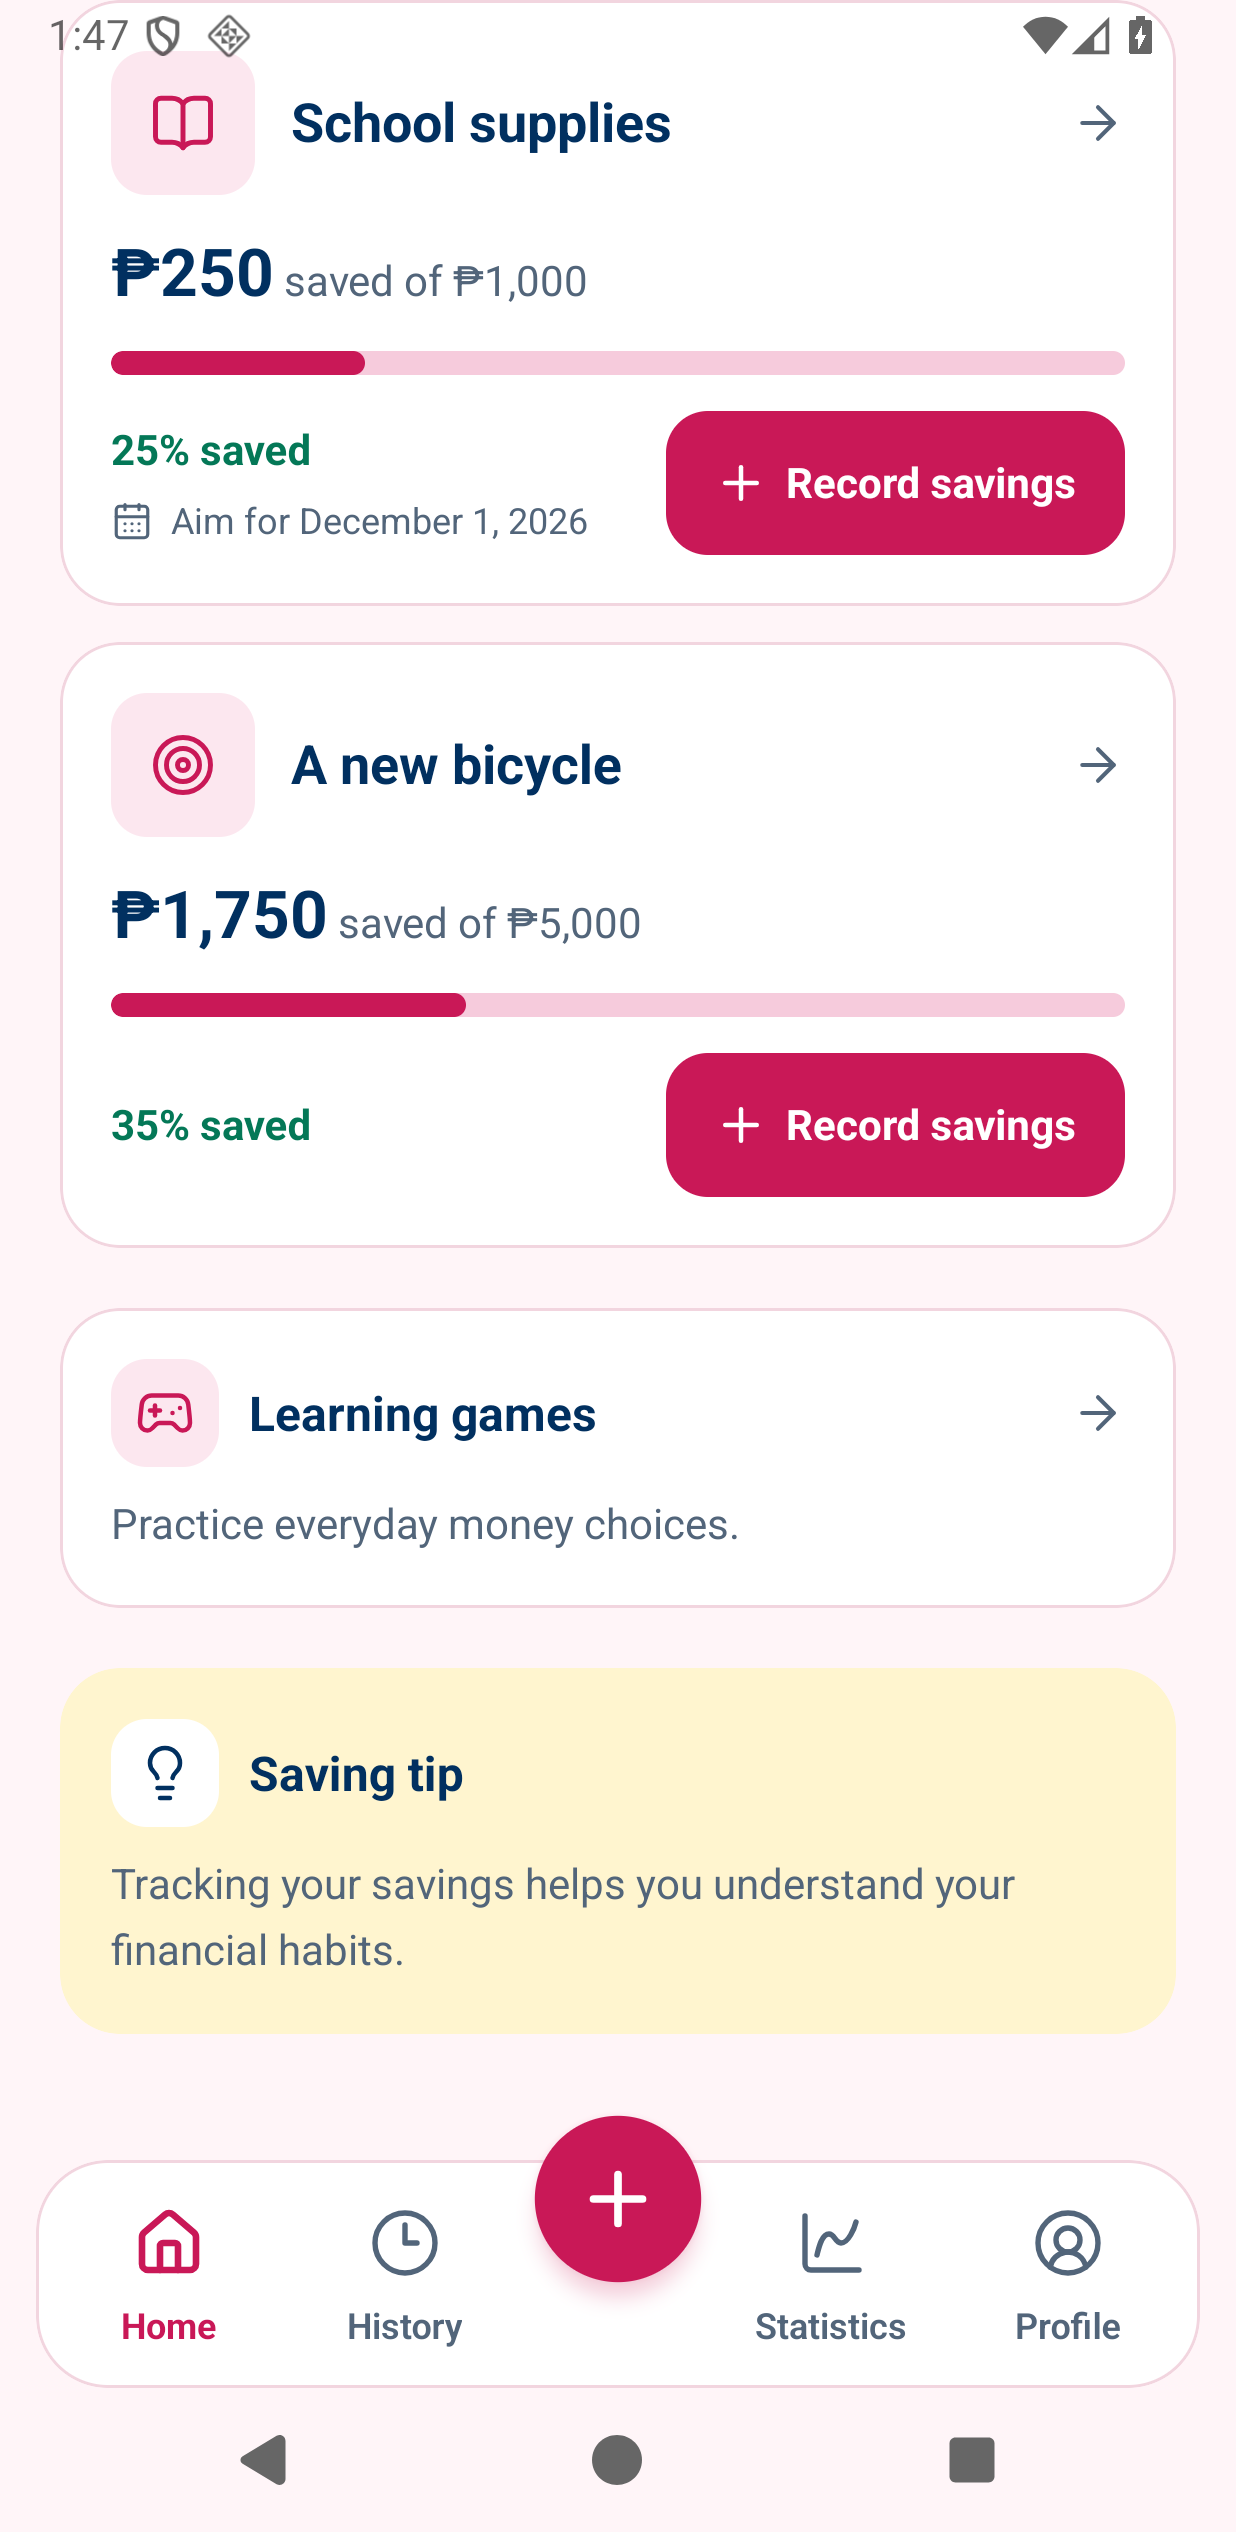 1:47
School supplies
₱250 saved of ₱1,000
25% saved
Aim for December 1, 2026
+ Record savings
A new bicycle
₱1,750 saved of ₱5,000
35% saved
+ Record savings
Learning games
Practice everyday money choices.
Saving tip
Tracking your savings helps you understand your
financial habits.
Home
History
Statistics
Profile